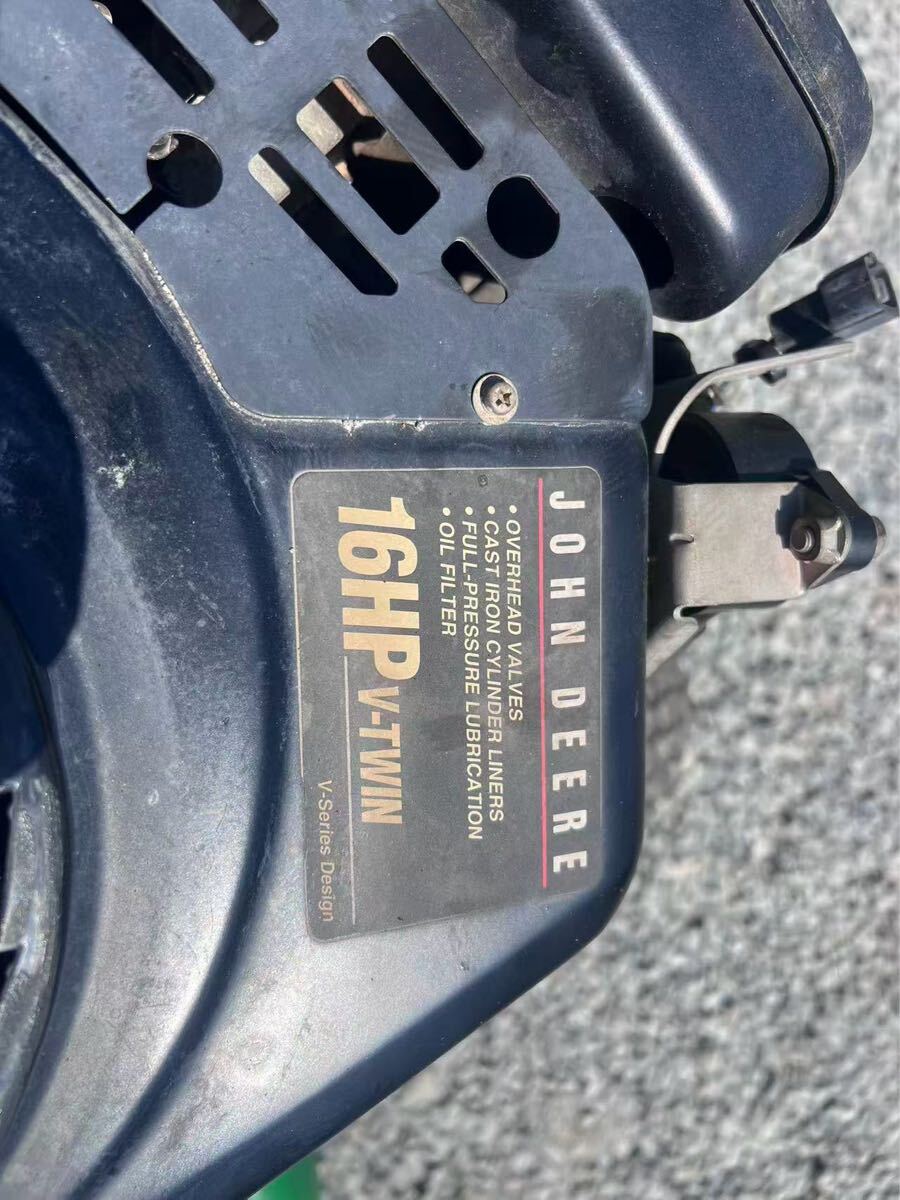 JOHN DEERE
• OVERHEAD VALVES
• CAST IRON CYLINDER LINERS
• FULL-PRESSURE LUBRICATION
• OIL FILTER
16HP V-TWIN
V-Series Design